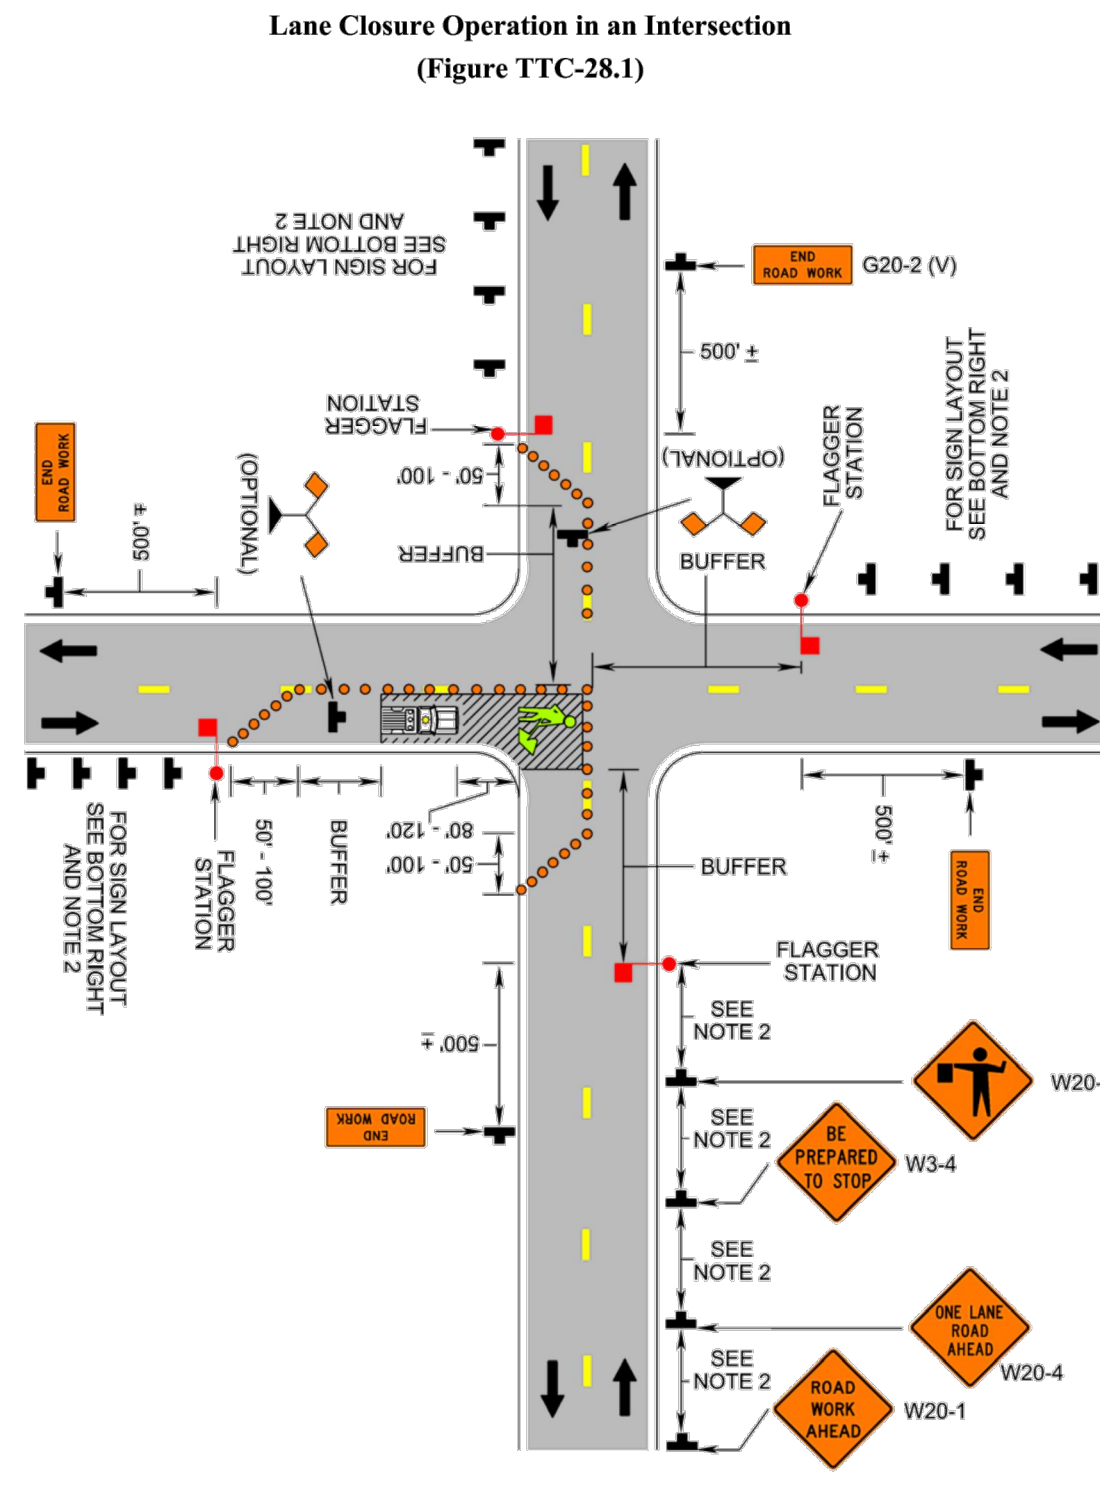 Lane Closure Operation in an Intersection
(Figure TTC-28.1)
FOR SIGN LAYOUT
SEE BOTTOM RIGHT
AND NOTE 2
END
ROAD WORK
G20-2 (V)
500' ±
FOR SIGN LAYOUT
SEE BOTTOM RIGHT
AND NOTE 2
FLAGGER
STATION
FLAGGER
STATION
(OPTIONAL)
END
ROAD WORK
500' ±
(OPTIONAL)
50' - 100'
BUFFER
BUFFER
FOR SIGN LAYOUT
SEE BOTTOM RIGHT
AND NOTE 2
FLAGGER
STATION
50' - 100'
BUFFER
80' - 120'
50' - 100'
BUFFER
500' ±
END
ROAD WORK
FLAGGER
STATION
500' ±
END
ROAD WORK
SEE
NOTE 2
W20-
SEE
NOTE 2
BE
PREPARED
TO STOP
W3-4
SEE
NOTE 2
ONE LANE
ROAD
AHEAD
W20-4
SEE
NOTE 2
ROAD
WORK
AHEAD
W20-1